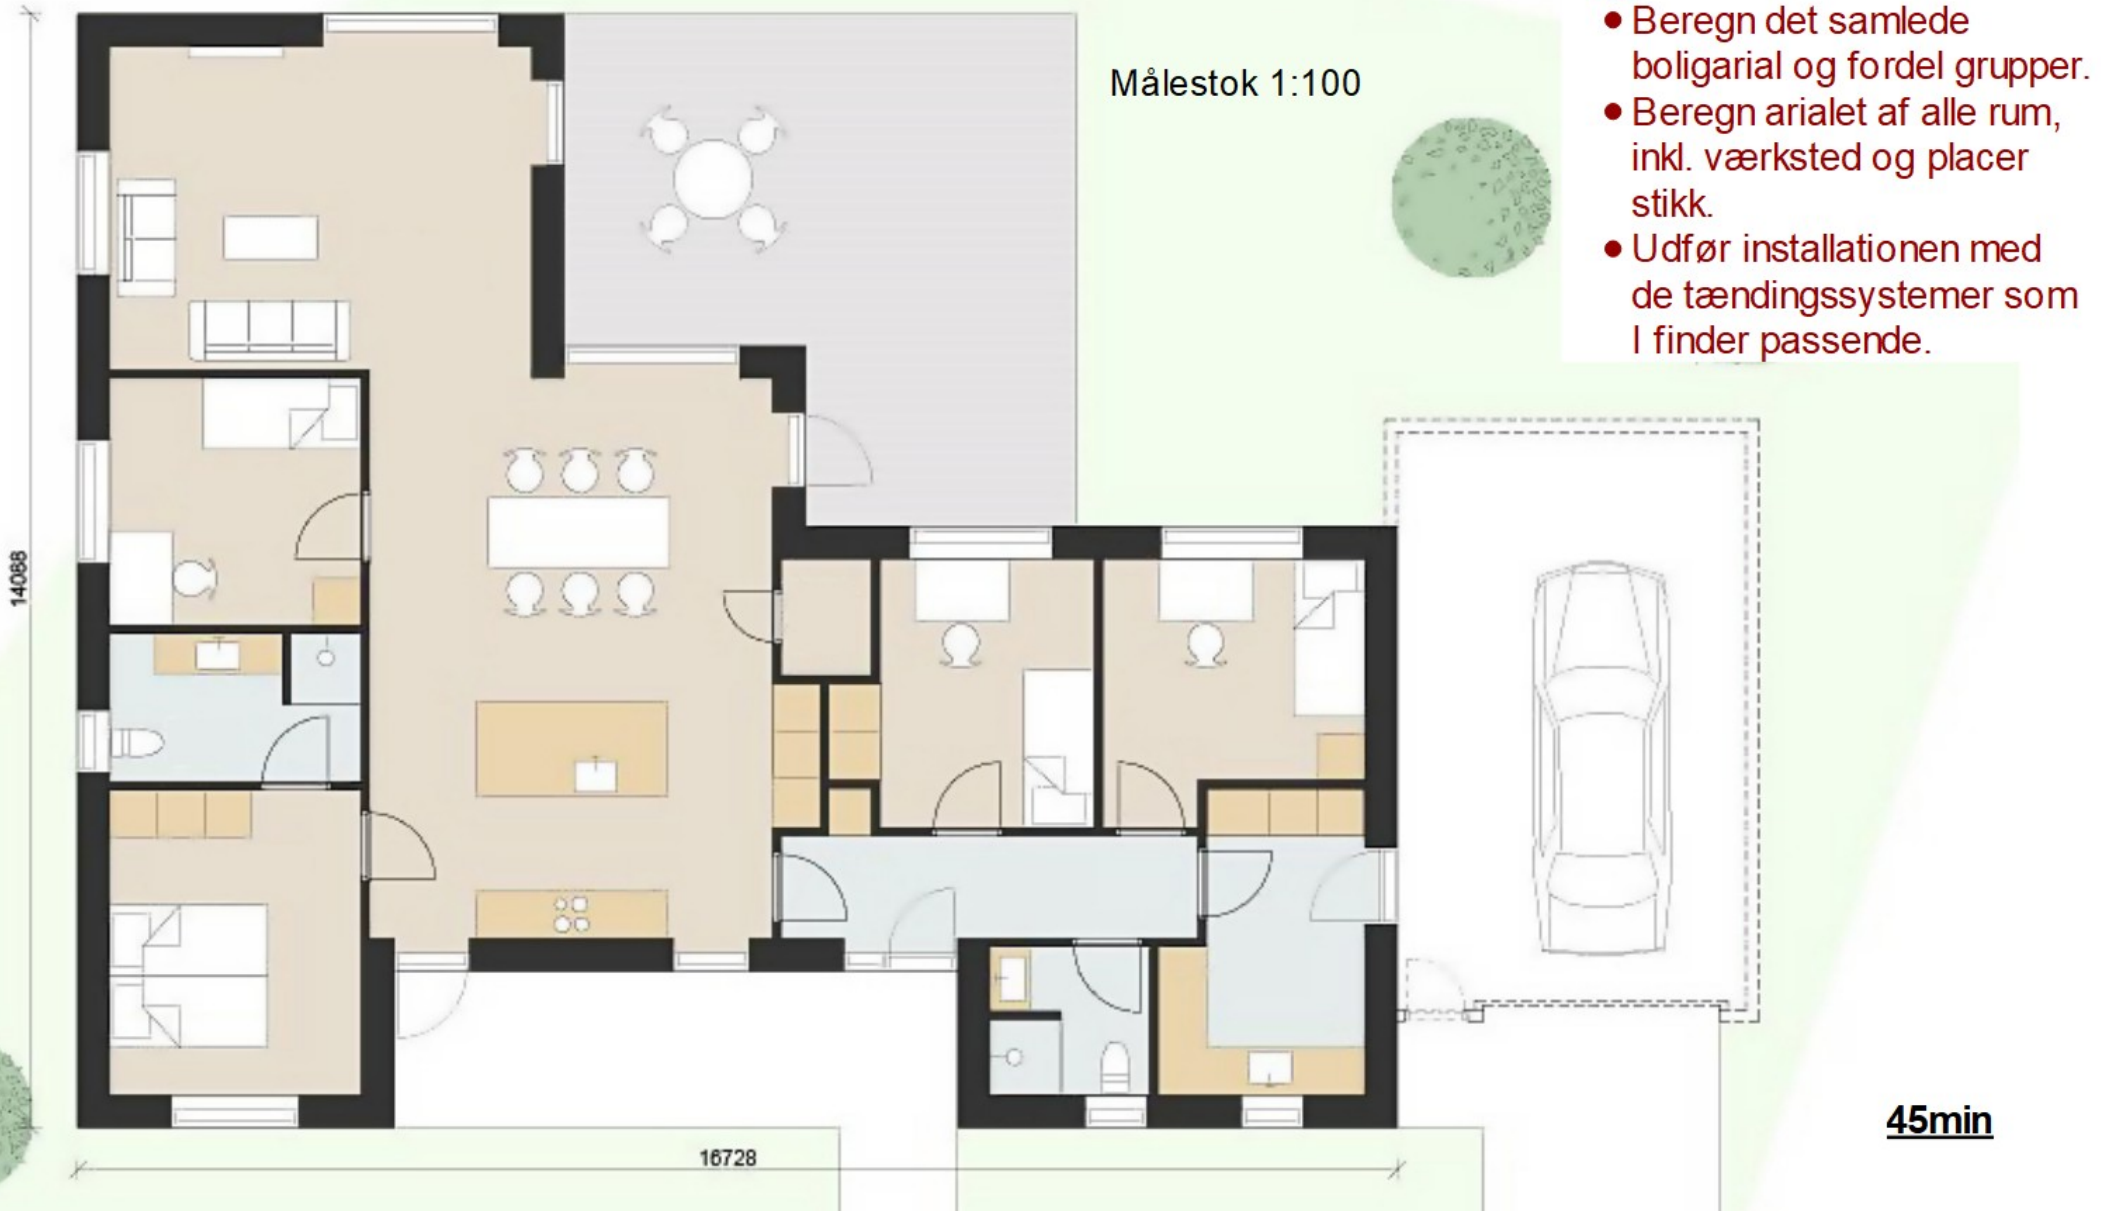 Målestok 1:100
● Beregn det samlede
boligarial og fordel grupper.
● Beregn arialet af alle rum,
inkl. værksted og placer
stikk.
● Udfør installationen med
de tændingssystemer som
I finder passende.
14088
16728
45min